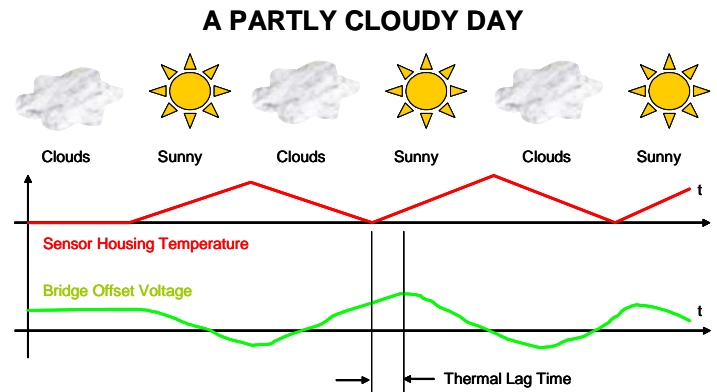 A PARTLY CLOUDY DAY
Clouds Sunny Clouds Sunny Clouds Sunny
t
Sensor Housing Temperature
Bridge Offset Voltage
t
Thermal Lag Time